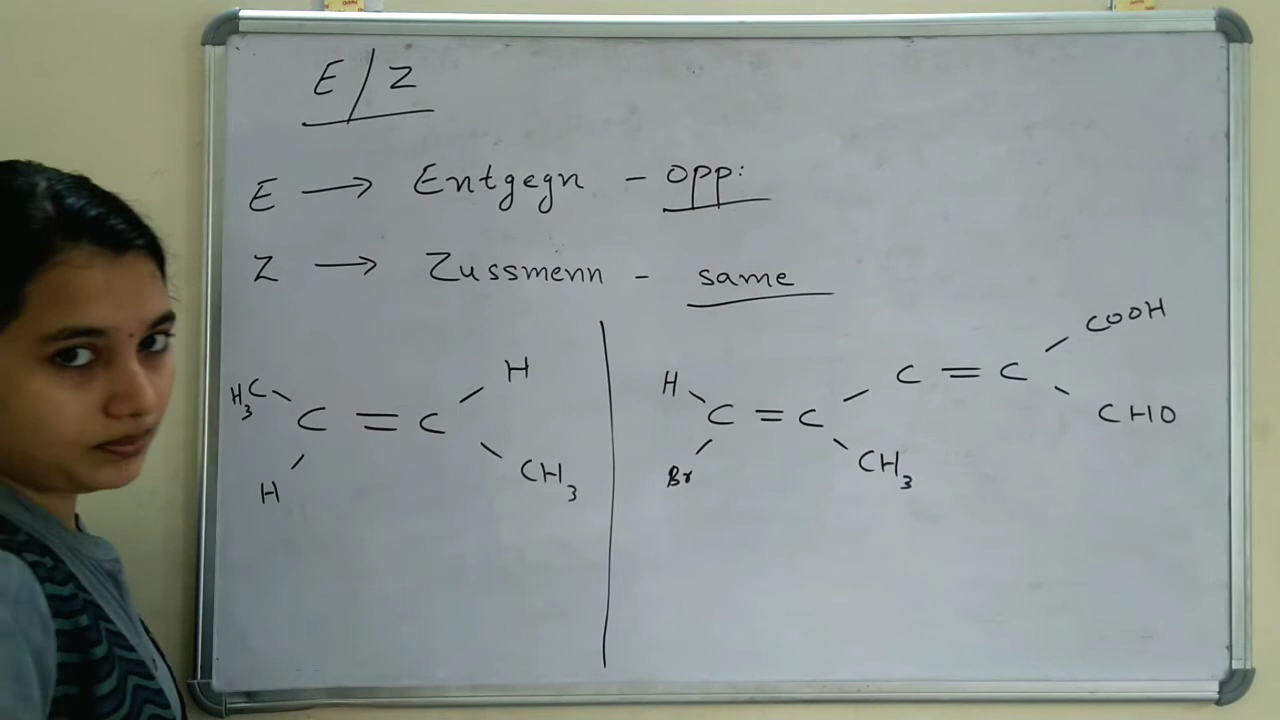 E/Z
E → Entgegn - opp:
Z → Zussmenn - same
H₃C H
C = C
H CH₃
COOH
H C = C
C = C CHO
Br CH₃